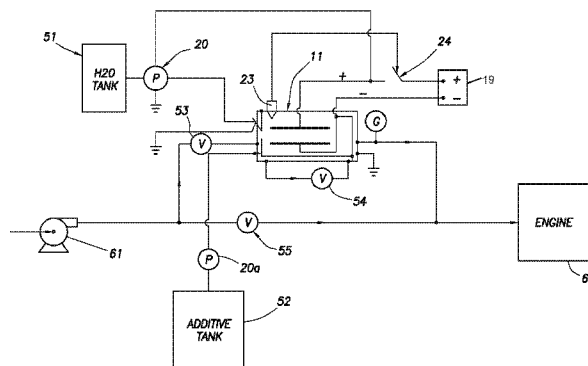 51
20
23
11
24
H2O
TANK
P
+
-
+
-
19
53
V
G
V
54
61
V
55
P
20a
ENGINE
6
52
ADDITIVE
TANK